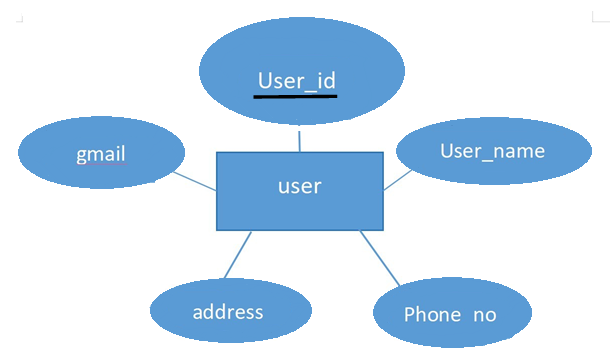 User_id
gmail
User_name
user
address
Phone no